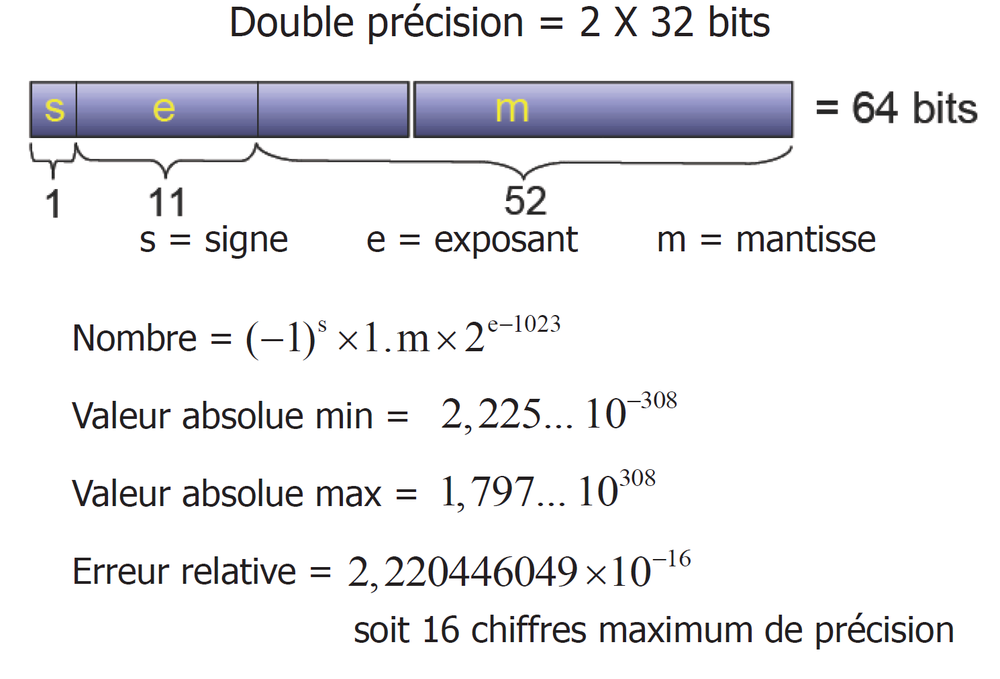 Double précision = 2 X 32 bits
s e m = 64 bits
1 11 52
s = signe e = exposant m = mantisse
Nombre = (−1)^s ×1.m×2^e−1023
Valeur absolue min = 2,225... 10^−308
Valeur absolue max = 1,797... 10^308
Erreur relative = 2,220446049×10^−16
soit 16 chiffres maximum de précision